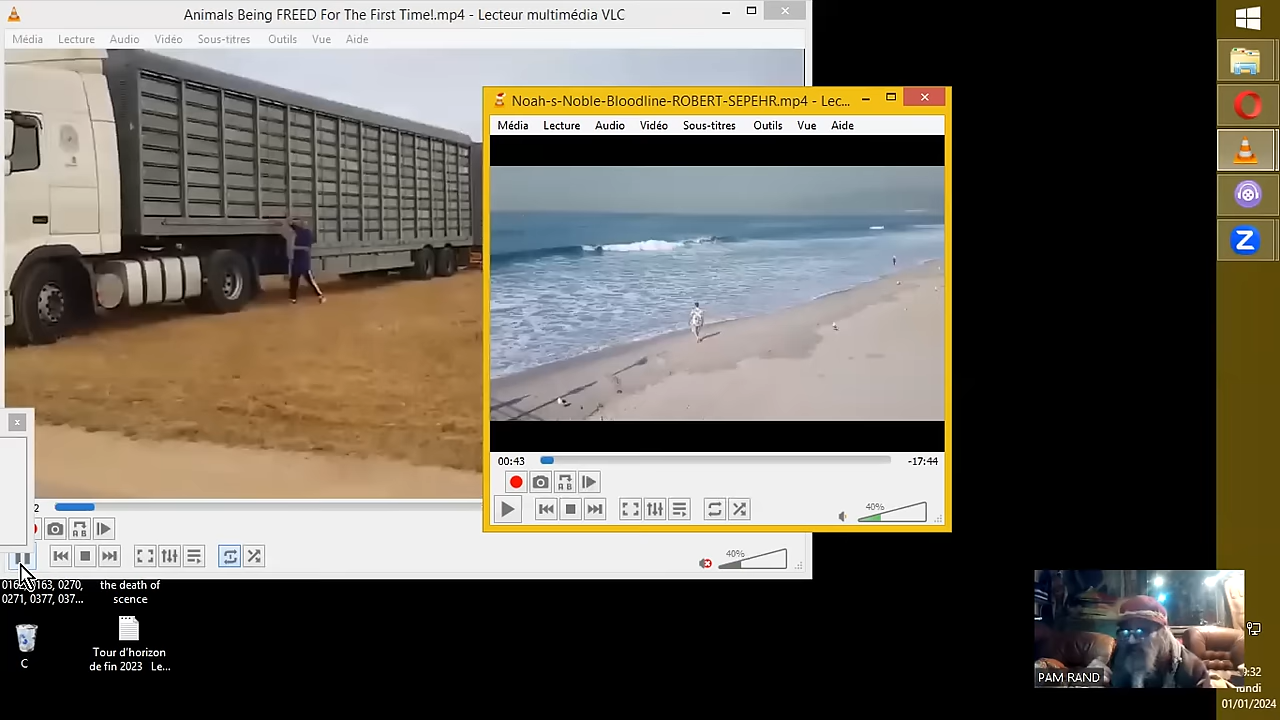 Animals Being FREED For The First Time!.mp4 - Lecteur multimédia VLC
Média Lecture Audio Vidéo Sous-titres Outils Vue Aide
Noah-s-Noble-Bloodline-ROBERT-SEPEHR.mp4 - Lec...
Média Lecture Audio Vidéo Sous-titres Outils Vue Aide
00:43 -17:44
A B
40%
2
A B
40%
0271, 0377, 037...
the death of
scence
C
Tour d'horizon
de fin 2023 Le...
Z
PAM RAND
:32
01/01/2024